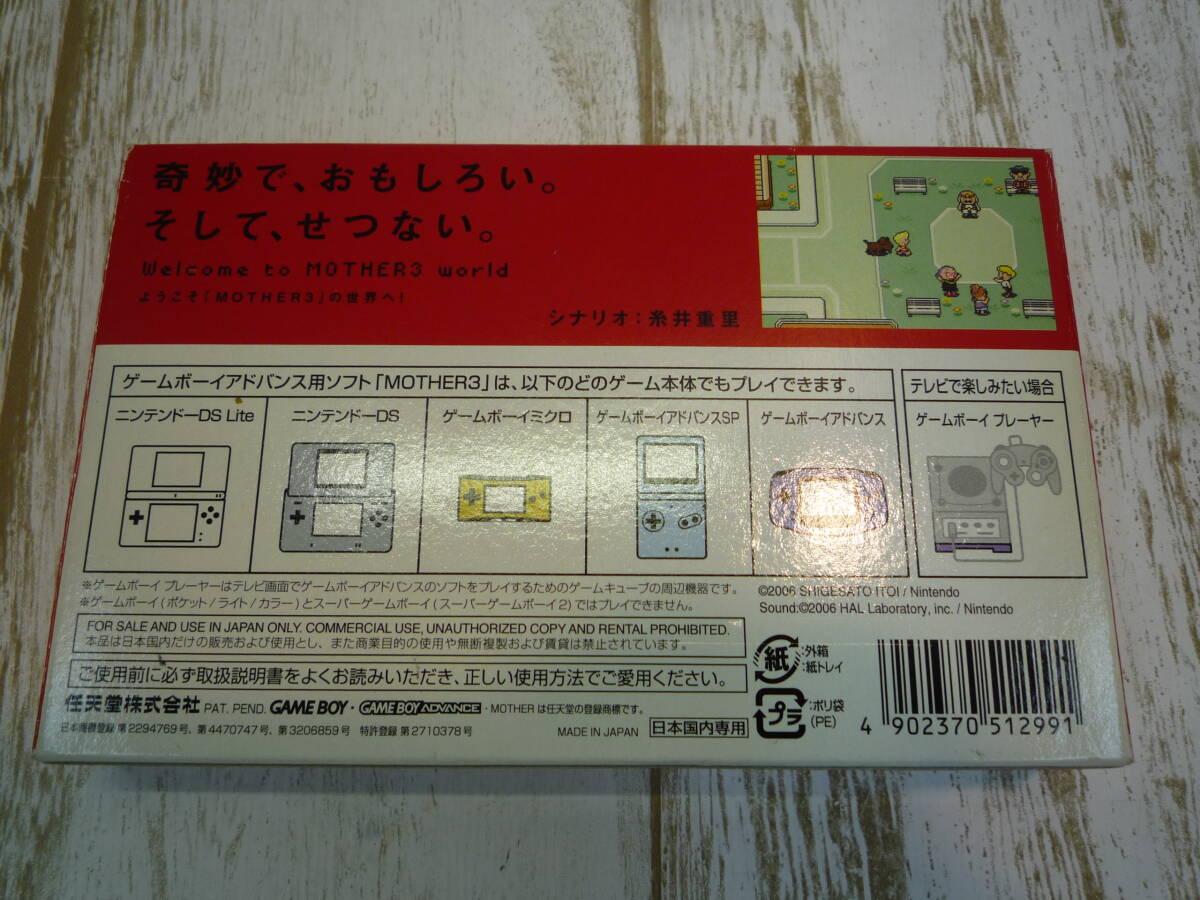 奇妙で、おもしろい。
そして、せつない。
Welcome to MOTHER3 world
ようこそ「MOTHER3」の世界へ！
シナリオ：糸井重里
ゲームボーイアドバンス用ソフト「MOTHER3」は、以下のどのゲーム本体でもプレイできます。
テレビで楽しみたい場合
ニンテンドーDS Lite
ニンテンドーDS
ゲームボーイミクロ
ゲームボーイアドバンスSP
ゲームボーイアドバンス
ゲームボーイ プレーヤー
※ゲームボーイ プレーヤーはテレビ画面でゲームボーイアドバンスのソフトをプレイするためのゲームキューブの周辺機器です。
※ゲームボーイ(ポケット/ライト/カラー)とスーパーゲームボーイ(スーパーゲームボーイ2)ではプレイできません。
©2006 SHIGESATO ITOI / Nintendo
Sound:©2006 HAL Laboratory, inc. / Nintendo
FOR SALE AND USE IN JAPAN ONLY. COMMERCIAL USE, UNAUTHORIZED COPY AND RENTAL PROHIBITED.
本品は日本国内だけの販売および使用とし、また商業目的の使用や無断複製および賃貸は禁止されています。
ご使用前に必ず取扱説明書をよくお読みいただき、正しい使用方法でご愛用ください。
任天堂株式会社 PAT. PEND. GAME BOY・GAME BOY ADVANCE・MOTHER は任天堂の登録商標です。
日本商標登録 第2294769号、第4470747号、第3206859号 特許登録 第2710378号
MADE IN JAPAN 日本国内専用
紙 :外箱
:紙トレイ
プラ :ポリ袋
(PE)
4 902370 512991